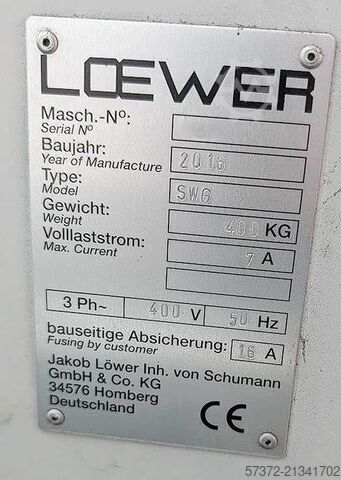 LŒWER
Masch.-Nº:
Serial Nº
Baujahr: 2016
Year of Manufacture
Type: SWG
Model
Gewicht: 400 KG
Weight
Volllaststrom: 7 A
Max. Current
3 Ph~ 400 V 50 Hz
bauseitige Absicherung: 16 A
Fusing by customer
Jakob Löwer Inh. von Schumann
GmbH & Co. KG
34576 Homberg
Deutschland
CE
57372-21341702